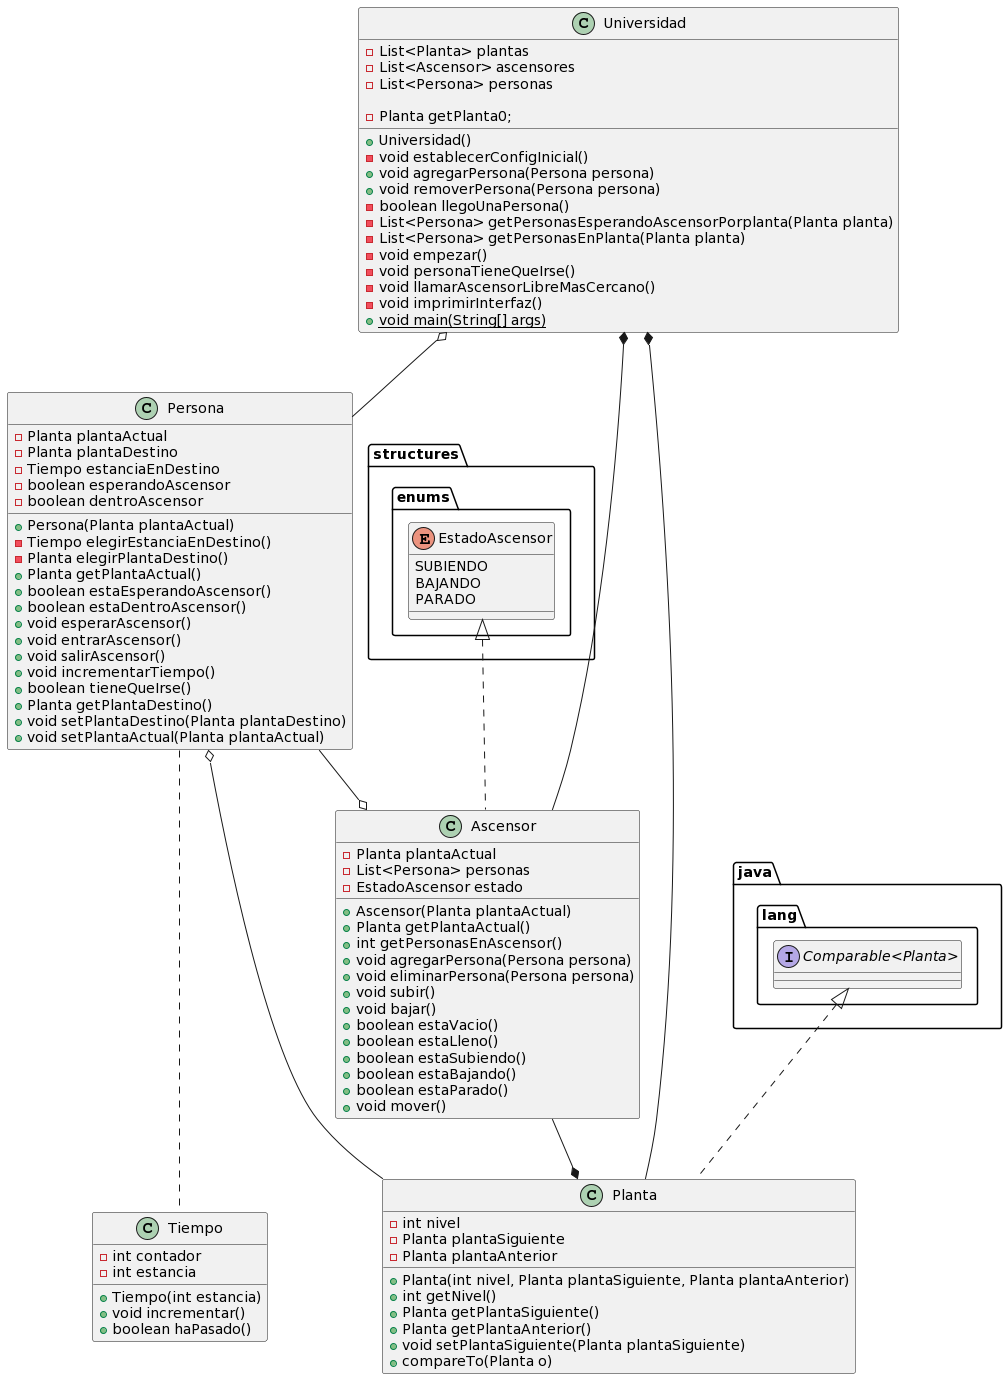 C Universidad
List<Planta> plantas
List<Ascensor> ascensores
List<Persona> personas
Planta getPlanta0;
Universidad()
void establecerConfigInicial()
void agregarPersona(Persona persona)
void removerPersona(Persona persona)
boolean llegoUnaPersona()
List<Persona> getPersonasEsperandoAscensorPorplanta(Planta planta)
List<Persona> getPersonasEnPlanta(Planta planta)
void empezar()
void personaTieneQueIrse()
void llamarAscensorLibreMasCercano()
void imprimirInterfaz()
void main(String[] args)
C Persona
Planta plantaActual
Planta plantaDestino
Tiempo estanciaEnDestino
boolean esperandoAscensor
boolean dentroAscensor
Persona(Planta plantaActual)
Tiempo elegirEstanciaEnDestino()
Planta elegirPlantaDestino()
Planta getPlantaActual()
boolean estaEsperandoAscensor()
boolean estaDentroAscensor()
void esperarAscensor()
void entrarAscensor()
void salirAscensor()
void incrementarTiempo()
boolean tieneQueIrse()
Planta getPlantaDestino()
void setPlantaDestino(Planta plantaDestino)
void setPlantaActual(Planta plantaActual)
structures
enums
E EstadoAscensor
SUBIENDO
BAJANDO
PARADO
C Ascensor
Planta plantaActual
List<Persona> personas
EstadoAscensor estado
Ascensor(Planta plantaActual)
Planta getPlantaActual()
int getPersonasEnAscensor()
void agregarPersona(Persona persona)
void eliminarPersona(Persona persona)
void subir()
void bajar()
boolean estaVacio()
boolean estaLleno()
boolean estaSubiendo()
boolean estaBajando()
boolean estaParado()
void mover()
java
lang
I Comparable<Planta>
C Tiempo
int contador
int estancia
Tiempo(int estancia)
void incrementar()
boolean haPasado()
C Planta
int nivel
Planta plantaSiguiente
Planta plantaAnterior
Planta(int nivel, Planta plantaSiguiente, Planta plantaAnterior)
int getNivel()
Planta getPlantaSiguiente()
Planta getPlantaAnterior()
void setPlantaSiguiente(Planta plantaSiguiente)
compareTo(Planta o)